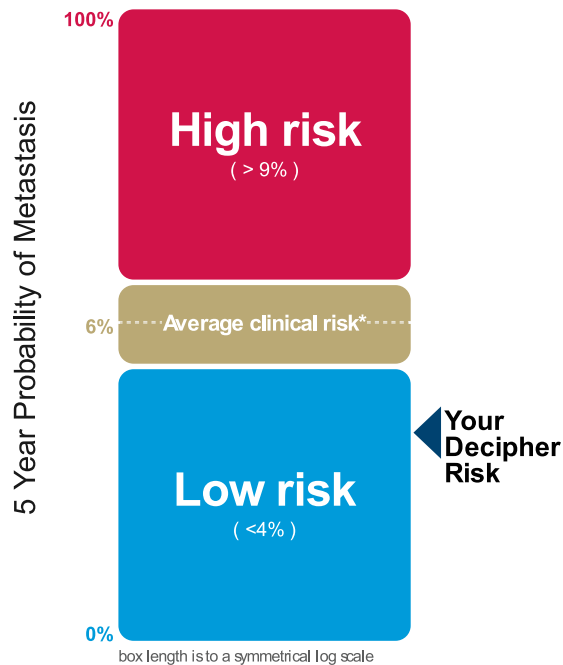 100%
5 Year Probability of Metastasis
High risk
( > 9% )
6%
Average clinical risk*
Your
Decipher
Risk
Low risk
( <4% )
0%
box length is to a symmetrical log scale